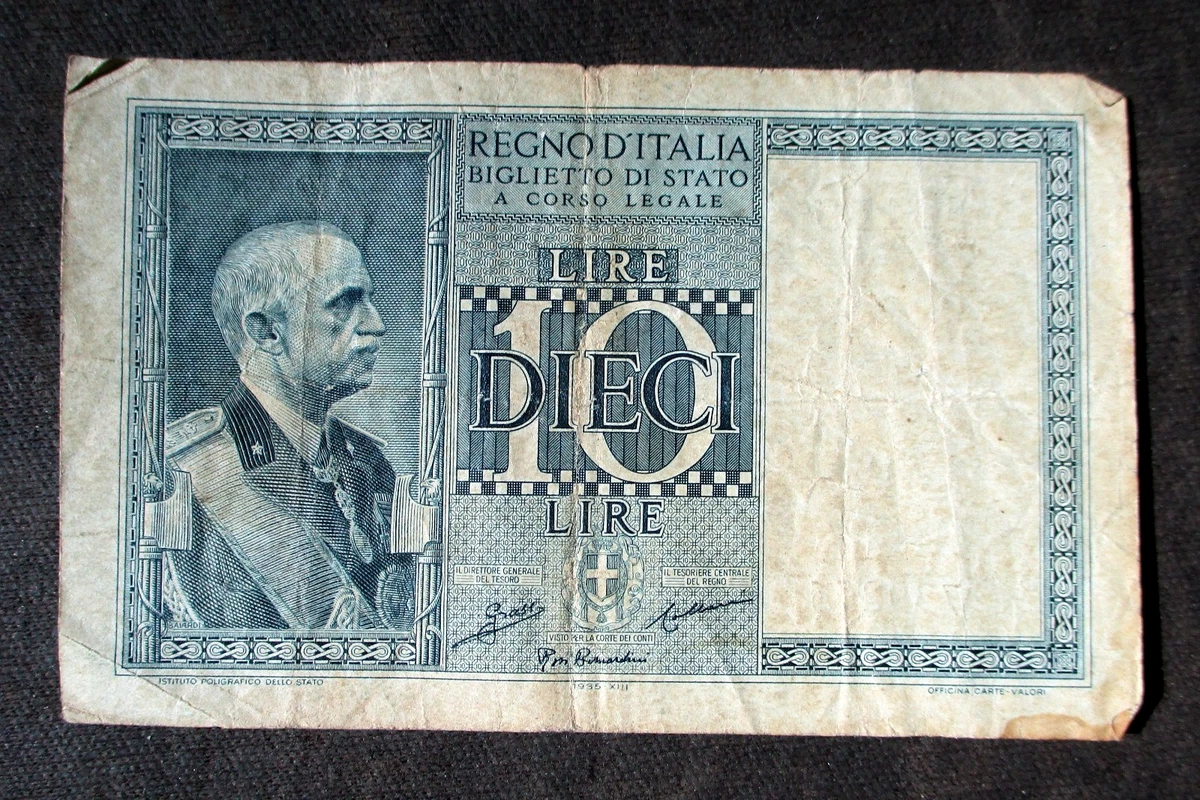 REGNO D'ITALIA
BIGLIETTO DI STATO
A CORSO LEGALE
LIRE
10
DIECI
LIRE
IL DIRETTORE GENERALE
DEL TESORO
IL TESORIERE CENTRALE
DEL REGNO
VISTO PER LA CORTE DEI CONTI
ISTITUTO POLIGRAFICO DELLO STATO
1935 XIII
OFFICINA CARTE-VALORI